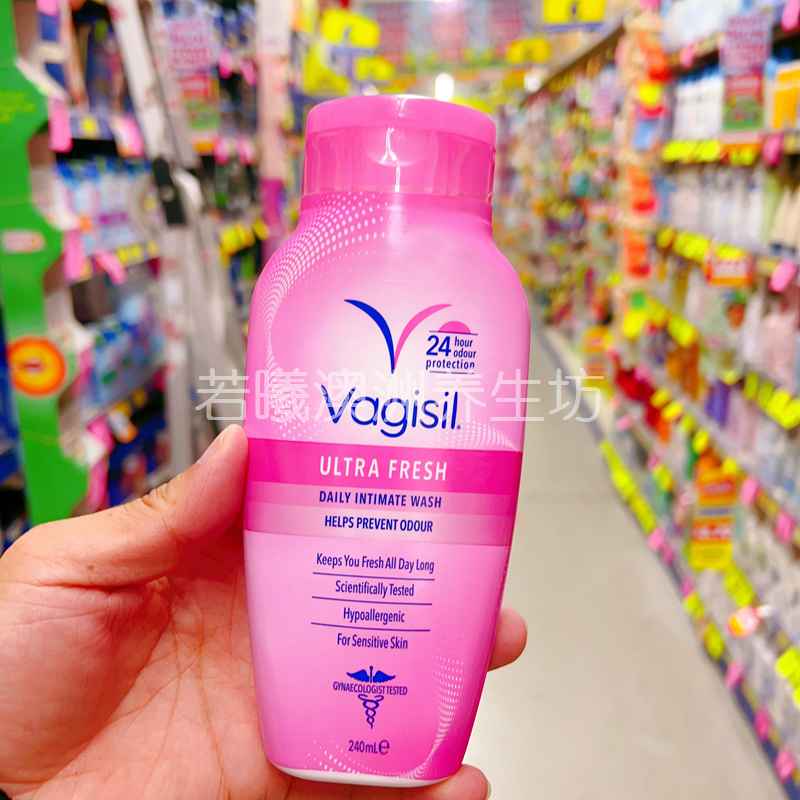 24 hour
odour
protection
若曦澳洲养生坊
Vagisil
ULTRA FRESH
DAILY INTIMATE WASH
HELPS PREVENT ODOUR
Keeps You Fresh All Day Long
Scientifically Tested
Hypoallergenic
For Sensitive Skin
GYNAECOLOGIST TESTED
240mL℮